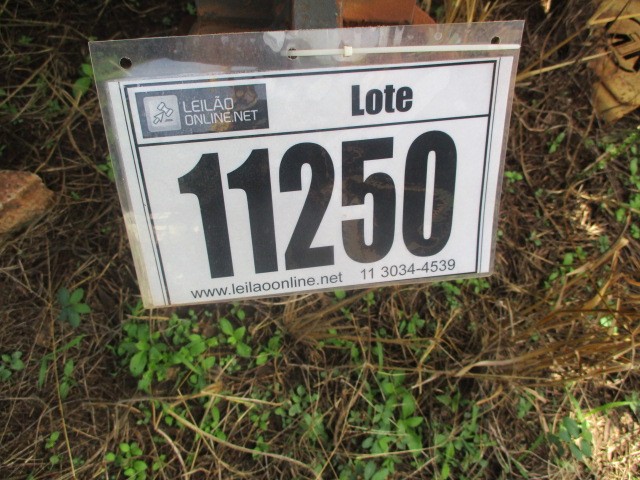 LEILÃO
ONLINE.NET
Lote
11250
www.leilaoonline.net 11 3034-4539